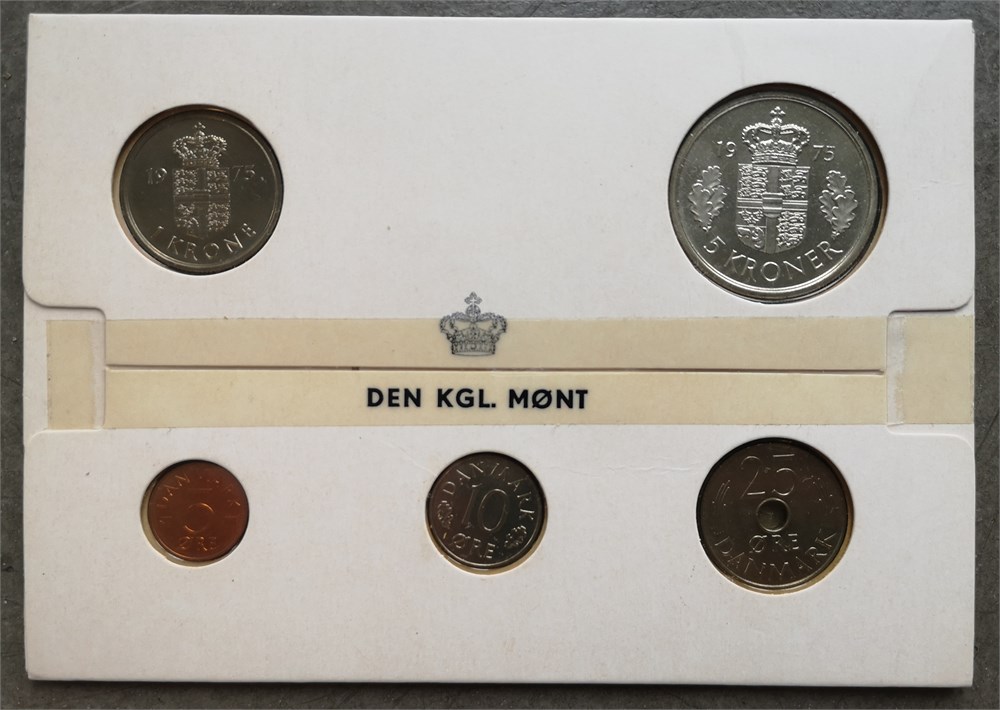 19 75
1 KRONE
19 75
5 KRONER
DEN KGL. MØNT
DANMARK
5
ØRE
DANMARK
10
ØRE
25
ØRE
DANMARK